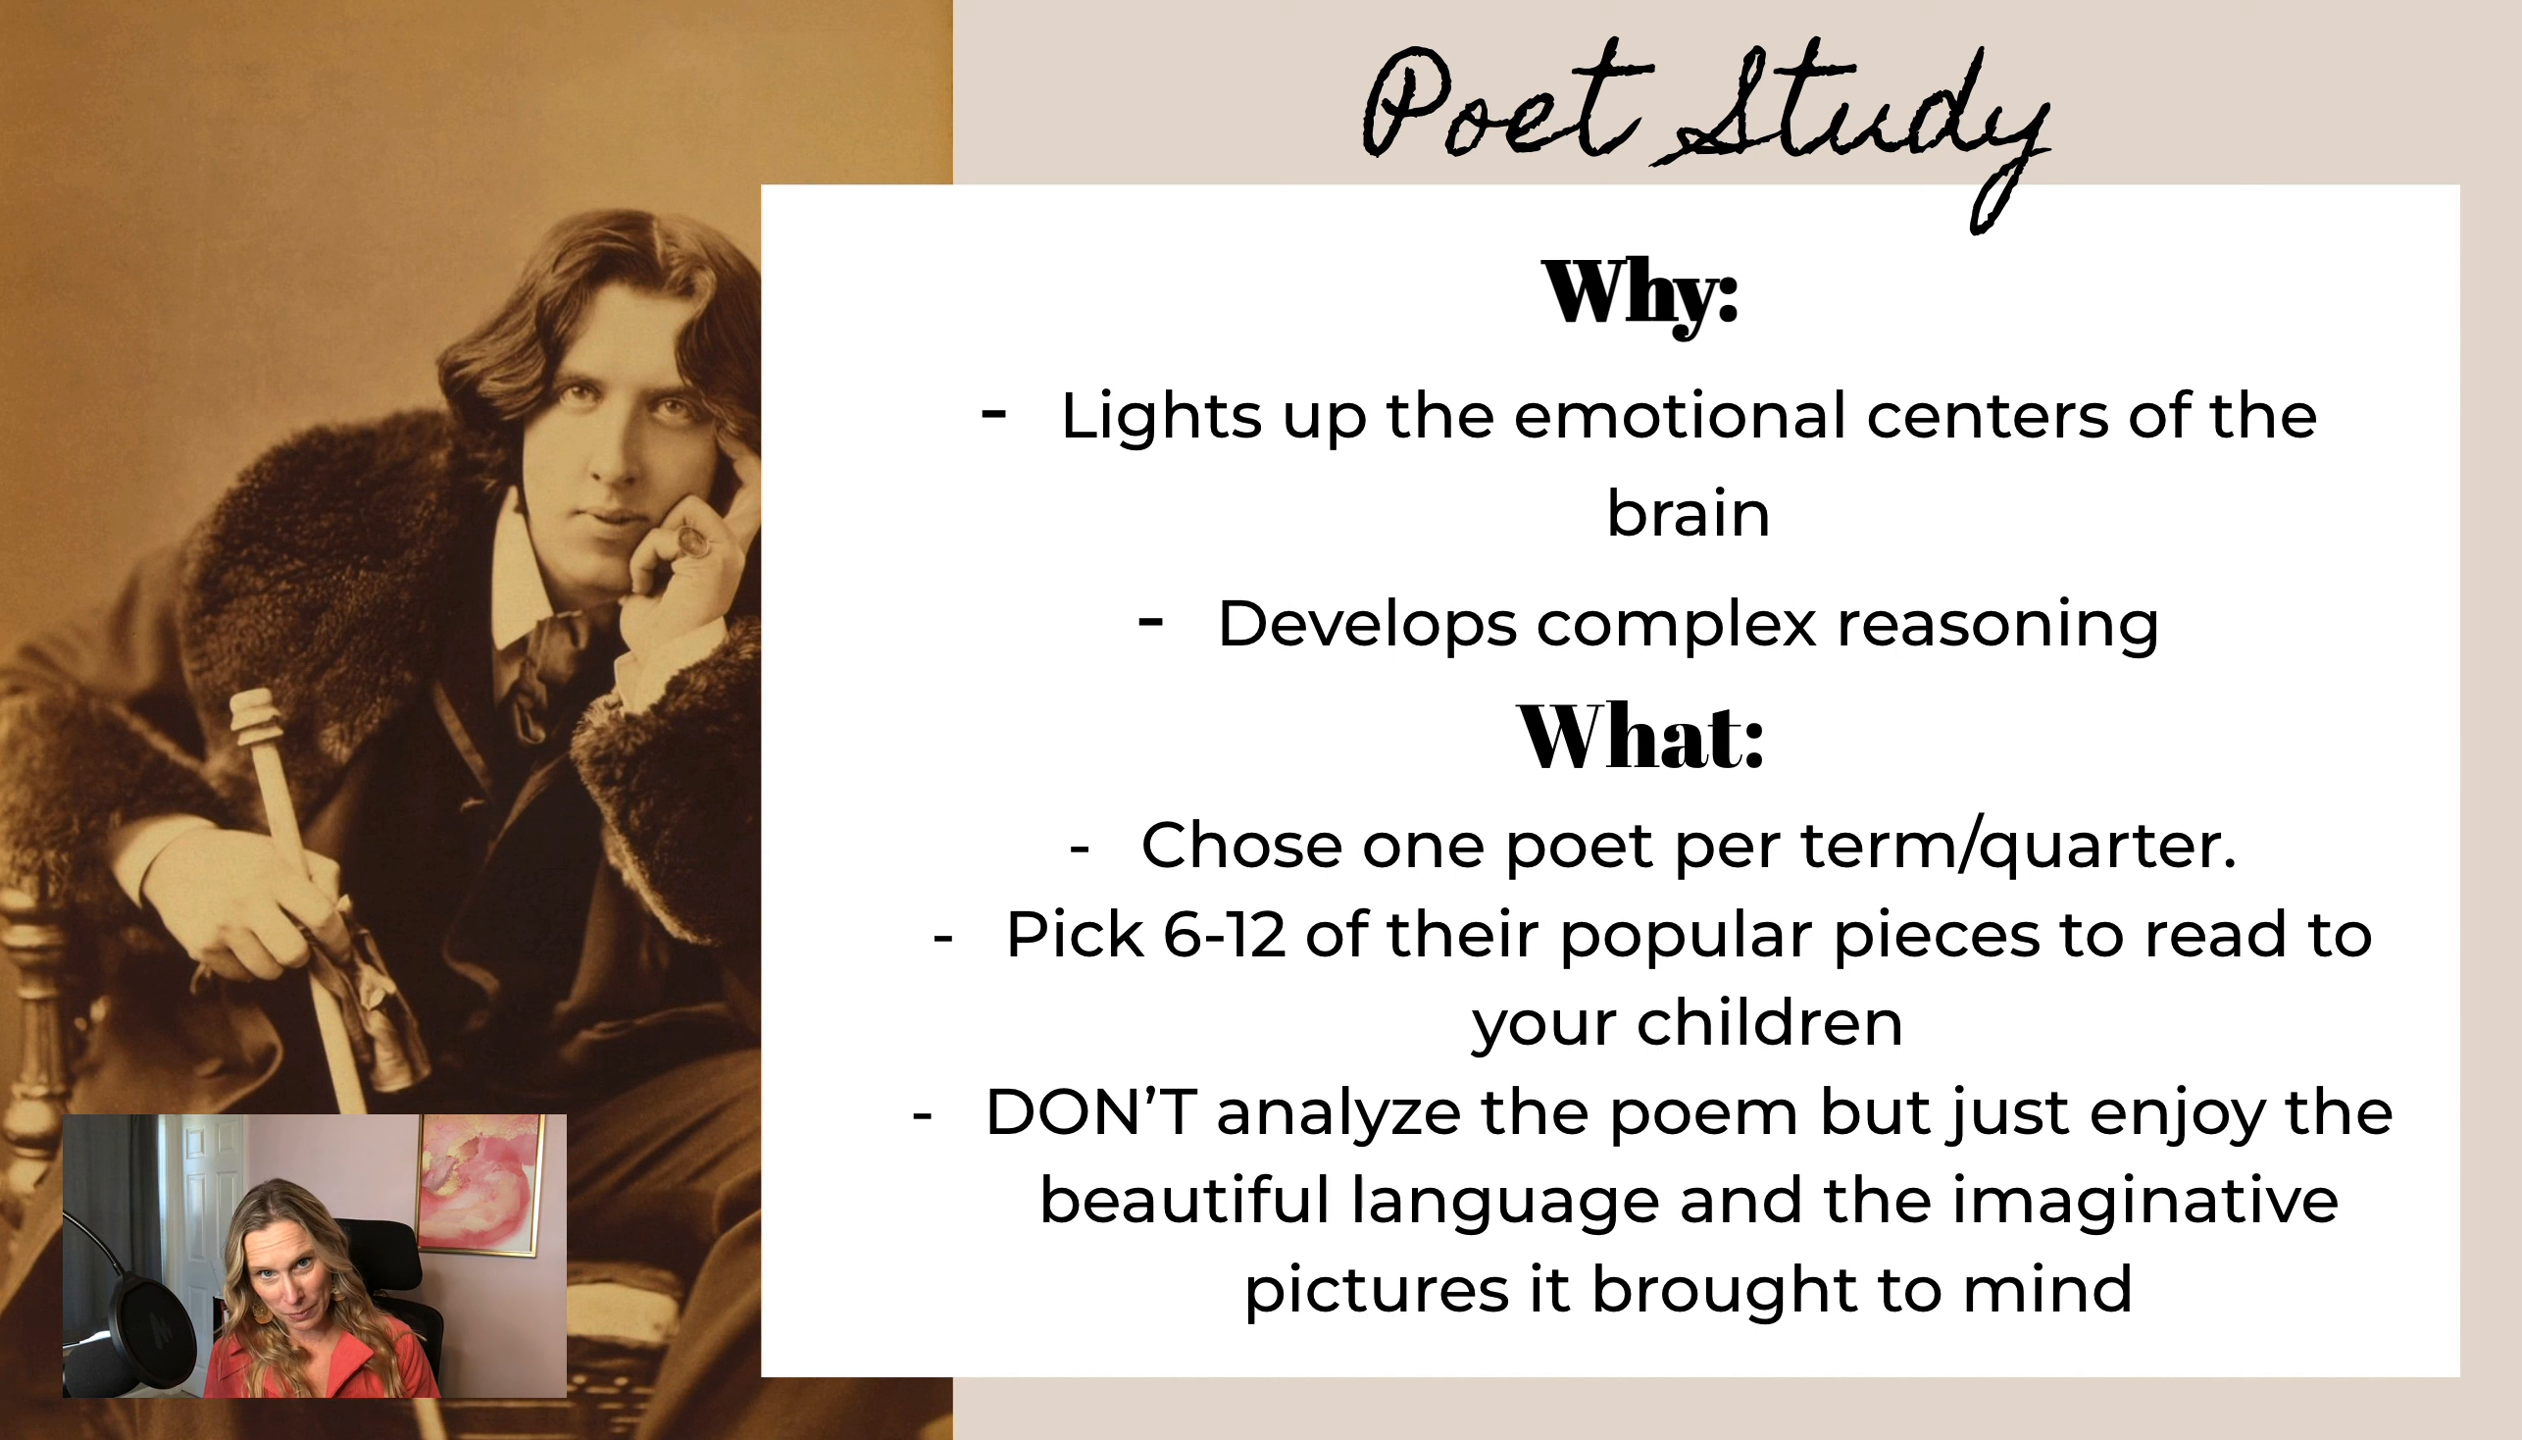 Poet Study
Why:
- Lights up the emotional centers of the
brain
- Develops complex reasoning
What:
- Chose one poet per term/quarter.
- Pick 6-12 of their popular pieces to read to
your children
- DON’T analyze the poem but just enjoy the
beautiful language and the imaginative
pictures it brought to mind